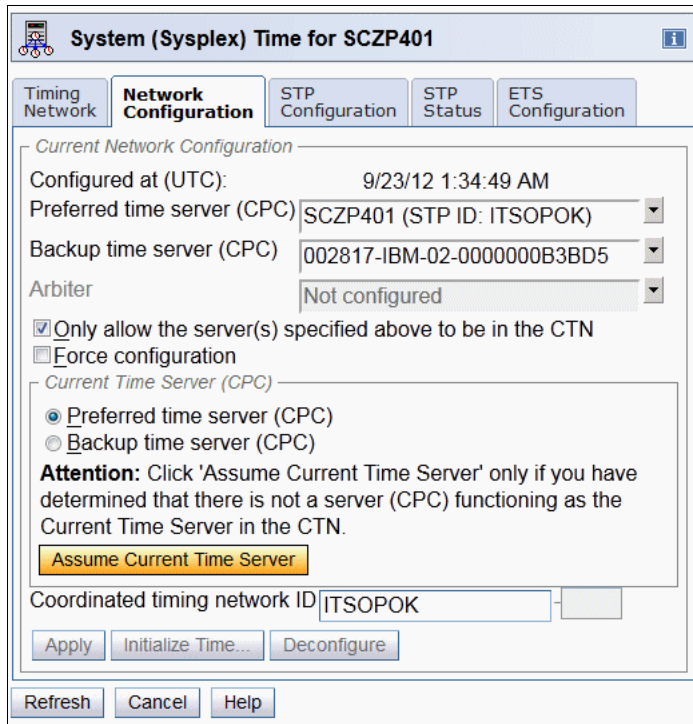 System (Sysplex) Time for SCZP401
i
Timing
Network
Network
Configuration
STP
Configuration
STP
Status
ETS
Configuration
Current Network Configuration
Configured at (UTC): 9/23/12 1:34:49 AM
Preferred time server (CPC) SCZP401 (STP ID: ITSOPOK)
Backup time server (CPC) 002817-IBM-02-0000000B3BD5
Arbiter Not configured
Only allow the server(s) specified above to be in the CTN
Force configuration
Current Time Server (CPC)
Preferred time server (CPC)
Backup time server (CPC)
Attention: Click 'Assume Current Time Server' only if you have
determined that there is not a server (CPC) functioning as the
Current Time Server in the CTN.
Assume Current Time Server
Coordinated timing network ID ITSOPOK -
Apply Initialize Time... Deconfigure
Refresh Cancel Help